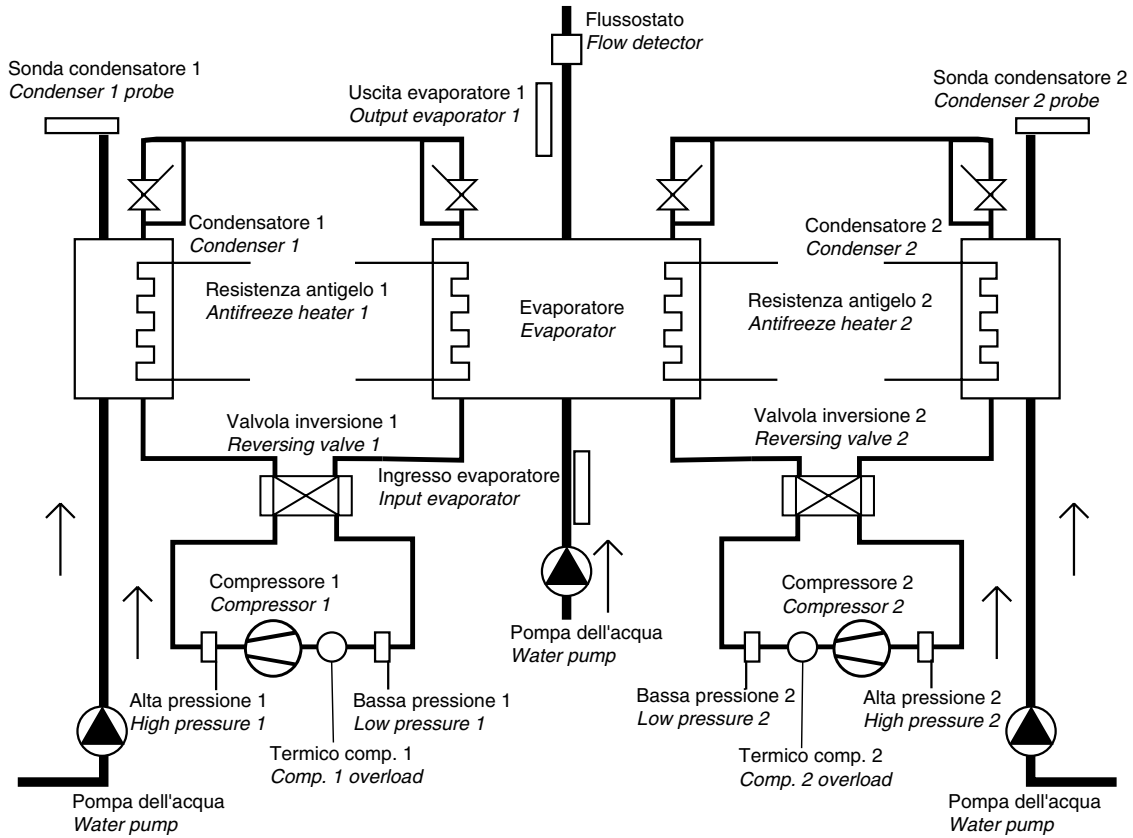 Flussostato
Flow detector
Sonda condensatore 1
Condenser 1 probe
Uscita evaporatore 1
Output evaporator 1
Sonda condensatore 2
Condenser 2 probe
Condensatore 1
Condenser 1
Condensatore 2
Condenser 2
Resistenza antigelo 1
Antifreeze heater 1
Evaporatore
Evaporator
Resistenza antigelo 2
Antifreeze heater 2
Valvola inversione 1
Reversing valve 1
Valvola inversione 2
Reversing valve 2
Ingresso evaporatore
Input evaporator
Compressore 1
Compressor 1
Compressore 2
Compressor 2
Pompa dell'acqua
Water pump
Alta pressione 1
High pressure 1
Bassa pressione 1
Low pressure 1
Bassa pressione 2
Low pressure 2
Alta pressione 2
High pressure 2
Termico comp. 1
Comp. 1 overload
Termico comp. 2
Comp. 2 overload
Pompa dell'acqua
Water pump
Pompa dell'acqua
Water pump